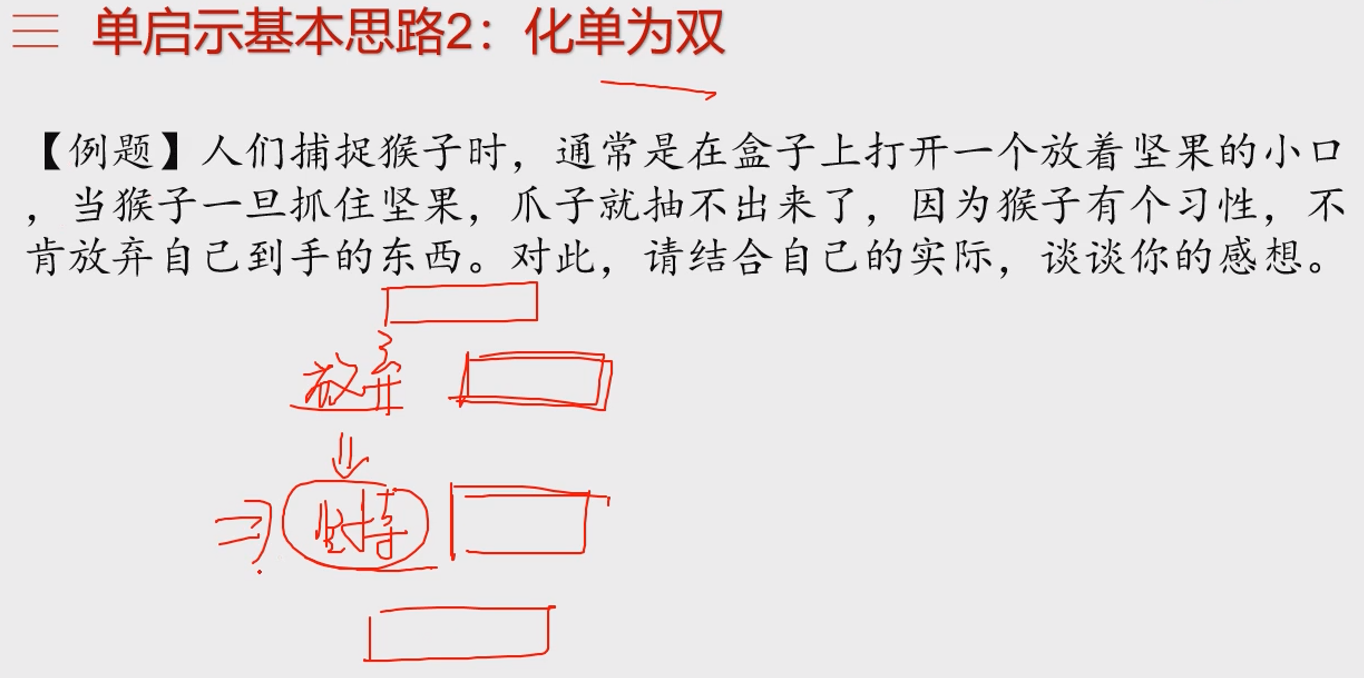 单启示基本思路2：化单为双
【例题】人们捕捉猴子时，通常是在盒子上打开一个放着坚果的小口
，当猴子一旦抓住坚果，爪子就抽不出来了，因为猴子有个习性，不
肯放弃自己到手的东西。对此，请结合自己的实际，谈谈你的感想。
放弃
坚持